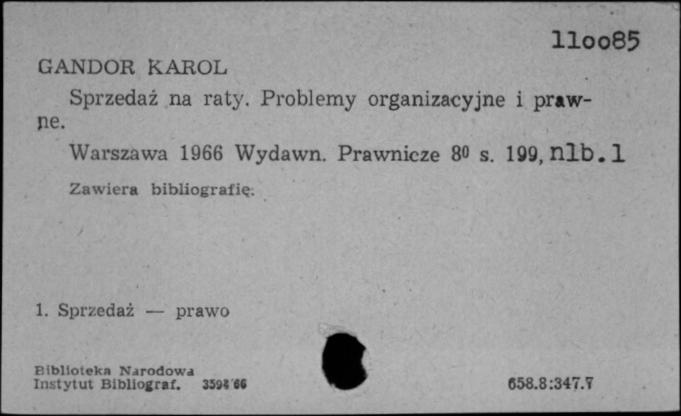 110085
GANDOR KAROL
Sprzedaż na raty. Problemy organizacyjne i praw-
ne.
Warszawa 1966 Wydawn. Prawnicze 8⁰ s. 199, nlb. 1
Zawiera bibliografię.
1. Sprzedaż — prawo
Biblioteka Narodowa
Instytut Bibliograf.
658.8:347.7